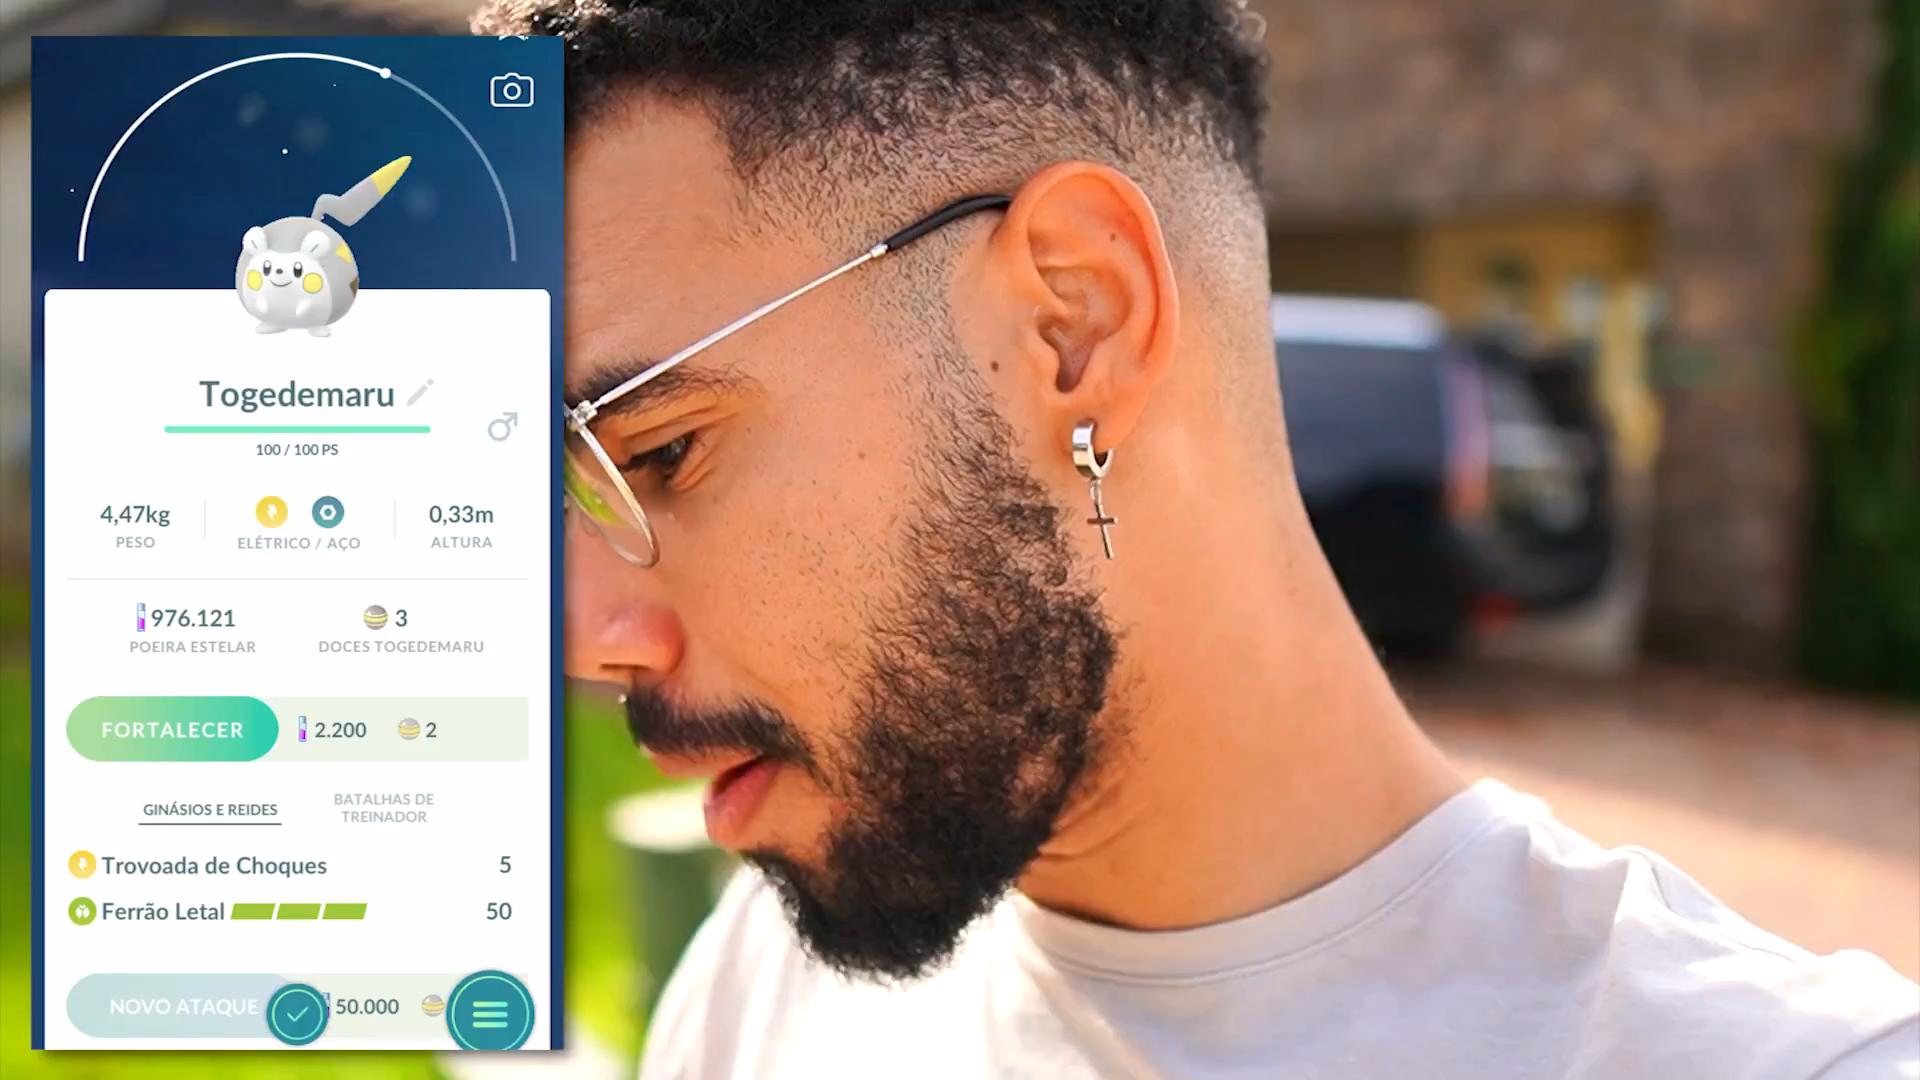 Togedemaru
100 / 100 PS
4,47kg
PESO
ELÉTRICO / AÇO
0,33m
ALTURA
976.121
POEIRA ESTELAR
3
DOCES TOGEDEMARU
FORTALECER
2.200
2
GINÁSIOS E REIDES
BATALHAS DE
TREINADOR
Trovoada de Choques 5
Ferrão Letal 50
NOVO ATAQUE
50.000